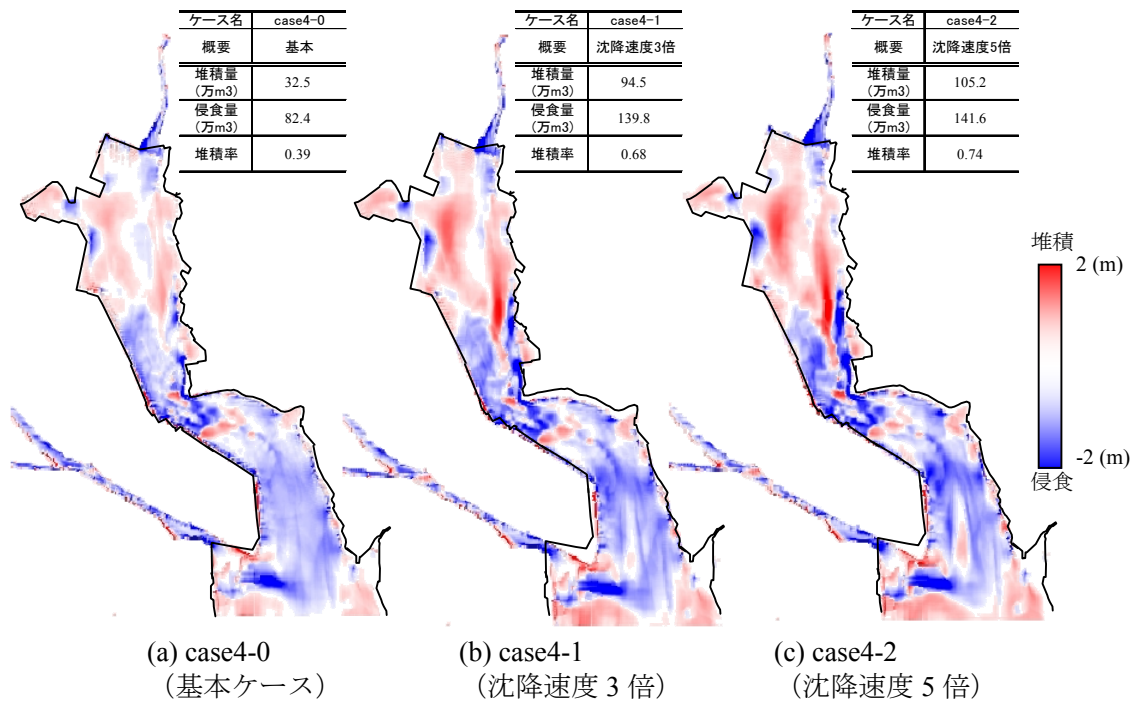 ケース名 case4-0
概要 基本
堆積量
(万m3) 32.5
侵食量
(万m3) 82.4
堆積率 0.39
ケース名 case4-1
概要 沈降速度3倍
堆積量
(万m3) 94.5
侵食量
(万m3) 139.8
堆積率 0.68
ケース名 case4-2
概要 沈降速度5倍
堆積量
(万m3) 105.2
侵食量
(万m3) 141.6
堆積率 0.74
堆積
2 (m)
-2 (m)
侵食
(a) case4-0
（基本ケース）
(b) case4-1
（沈降速度 3 倍）
(c) case4-2
（沈降速度 5 倍）